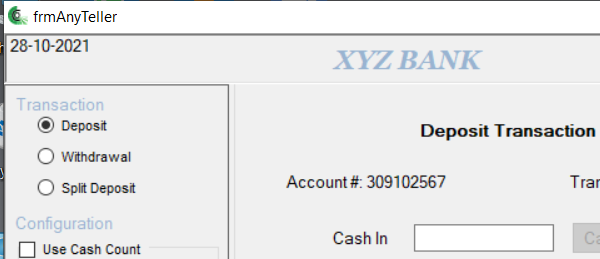 frmAnyTeller
28-10-2021
XYZ BANK
Transaction
Deposit
Withdrawal
Split Deposit
Configuration
Use Cash Count
Deposit Transaction
Account #: 309102567
Tran
Cash In
Ca